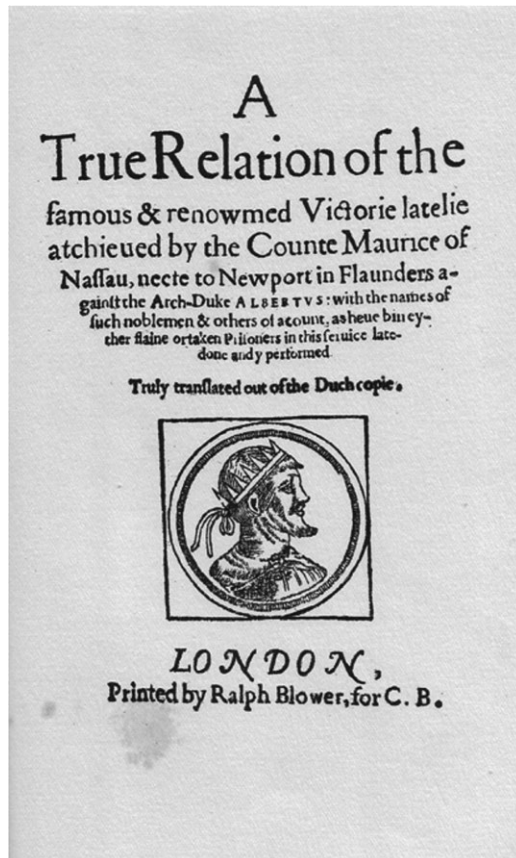 A
True Relation of the
famous & renowmed Victorie latelie
atchieued by the Counte Maurice of
Naſſau, neete to Newport in Flaunders a-
gainſt the Arch-Duke ALBERTVS: with the names of
ſuch noblemen & others of acount, as heue bin ey-
ther ſlaine or taken Priſoners in this ſeruice late-
done and y performed
Truly tranſlated out of the Duch copie.
LONDON,
Printed by Ralph Blower, for C. B.